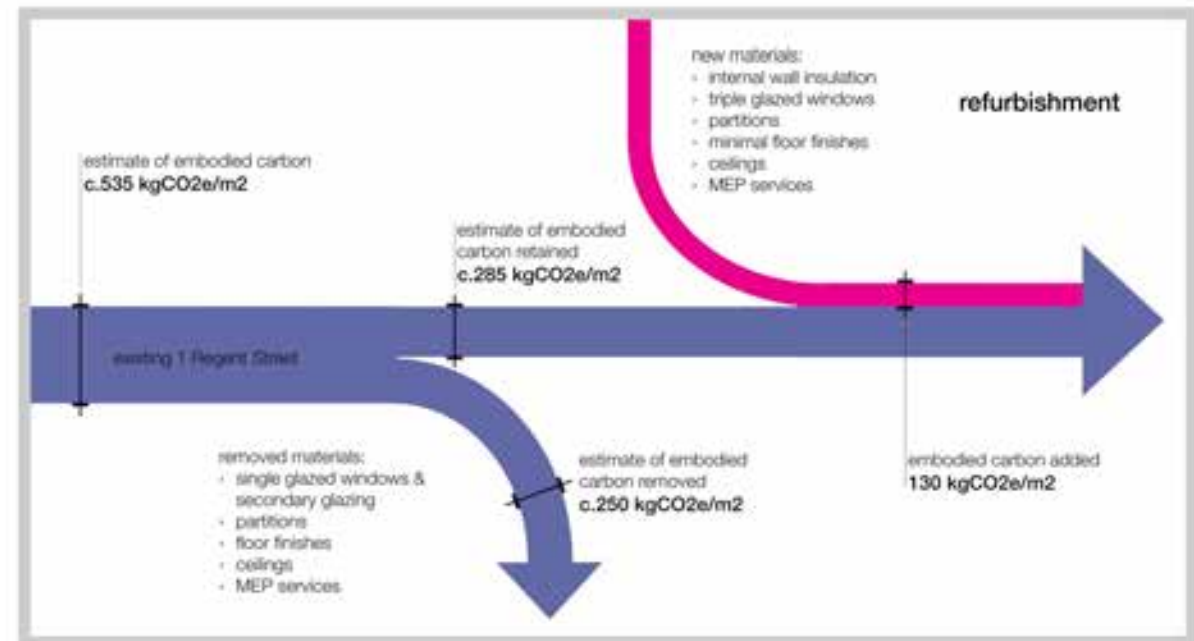 new materials:
- internal wall insulation
- triple glazed windows
- partitions
- minimal floor finishes
- ceilings
- MEP services
refurbishment
estimate of embodied carbon
c.535 kgCO2e/m2
estimate of embodied
carbon retained
c.285 kgCO2e/m2
existing 1 Regent Street
removed materials:
- single glazed windows &
secondary glazing
- partitions
- floor finishes
- ceilings
- MEP services
estimate of embodied
carbon removed
c.250 kgCO2e/m2
embodied carbon added
130 kgCO2e/m2